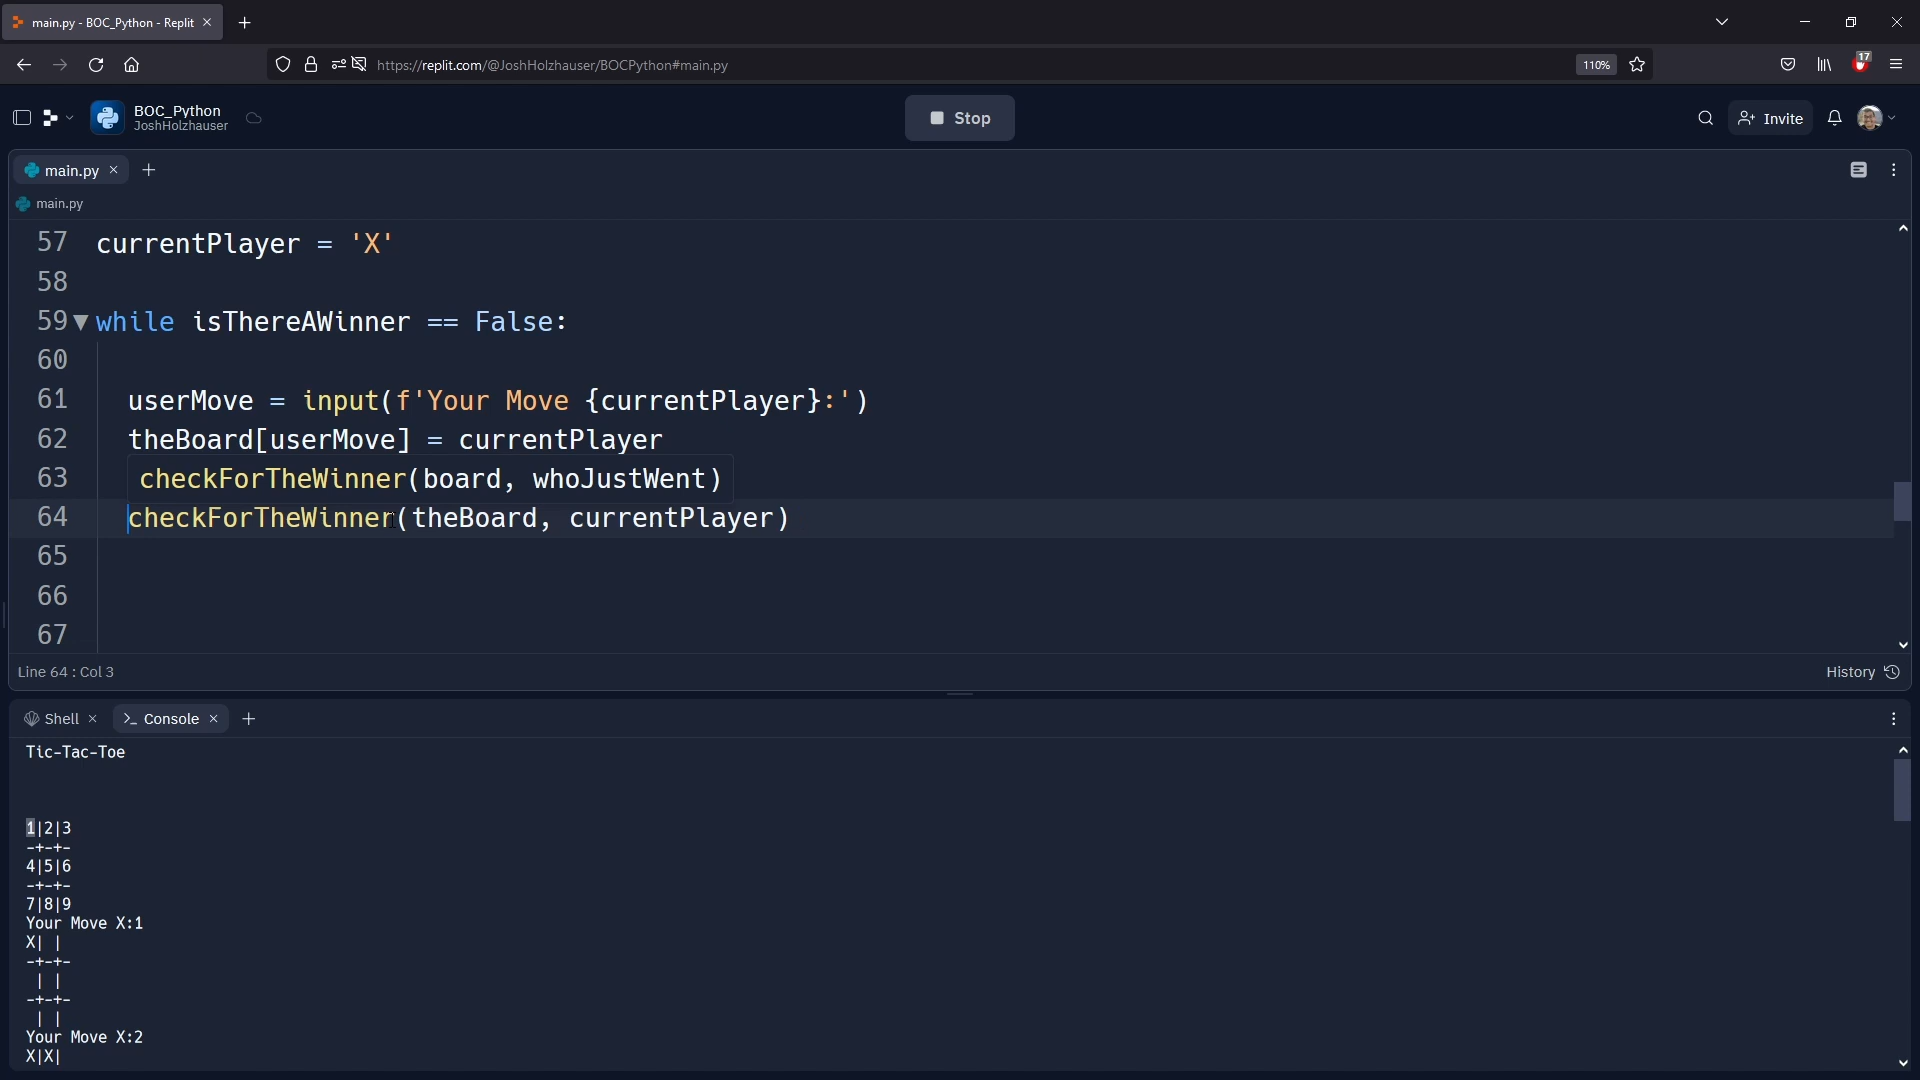 main.py - BOC_Python - Replit
https://replit.com/@JoshHolzhauser/BOCPython#main.py
110%
17
BOC_Python
JoshHolzhauser
Stop
Invite
main.py
main.py
57 currentPlayer = 'X'
58
59 while isThereAWinner == False:
60
61 userMove = input(f'Your Move {currentPlayer}:')
62 theBoard[userMove] = currentPlayer
63 checkForTheWinner(board, whoJustWent)
64 checkForTheWinner(theBoard, currentPlayer)
65
66
67
Line 64 : Col 3
History
Shell
Console
Tic-Tac-Toe
1|2|3
-+-+-
4|5|6
-+-+-
7|8|9
Your Move X:1
X| |
-+-+-
 | |
-+-+-
 | |
Your Move X:2
X|X|